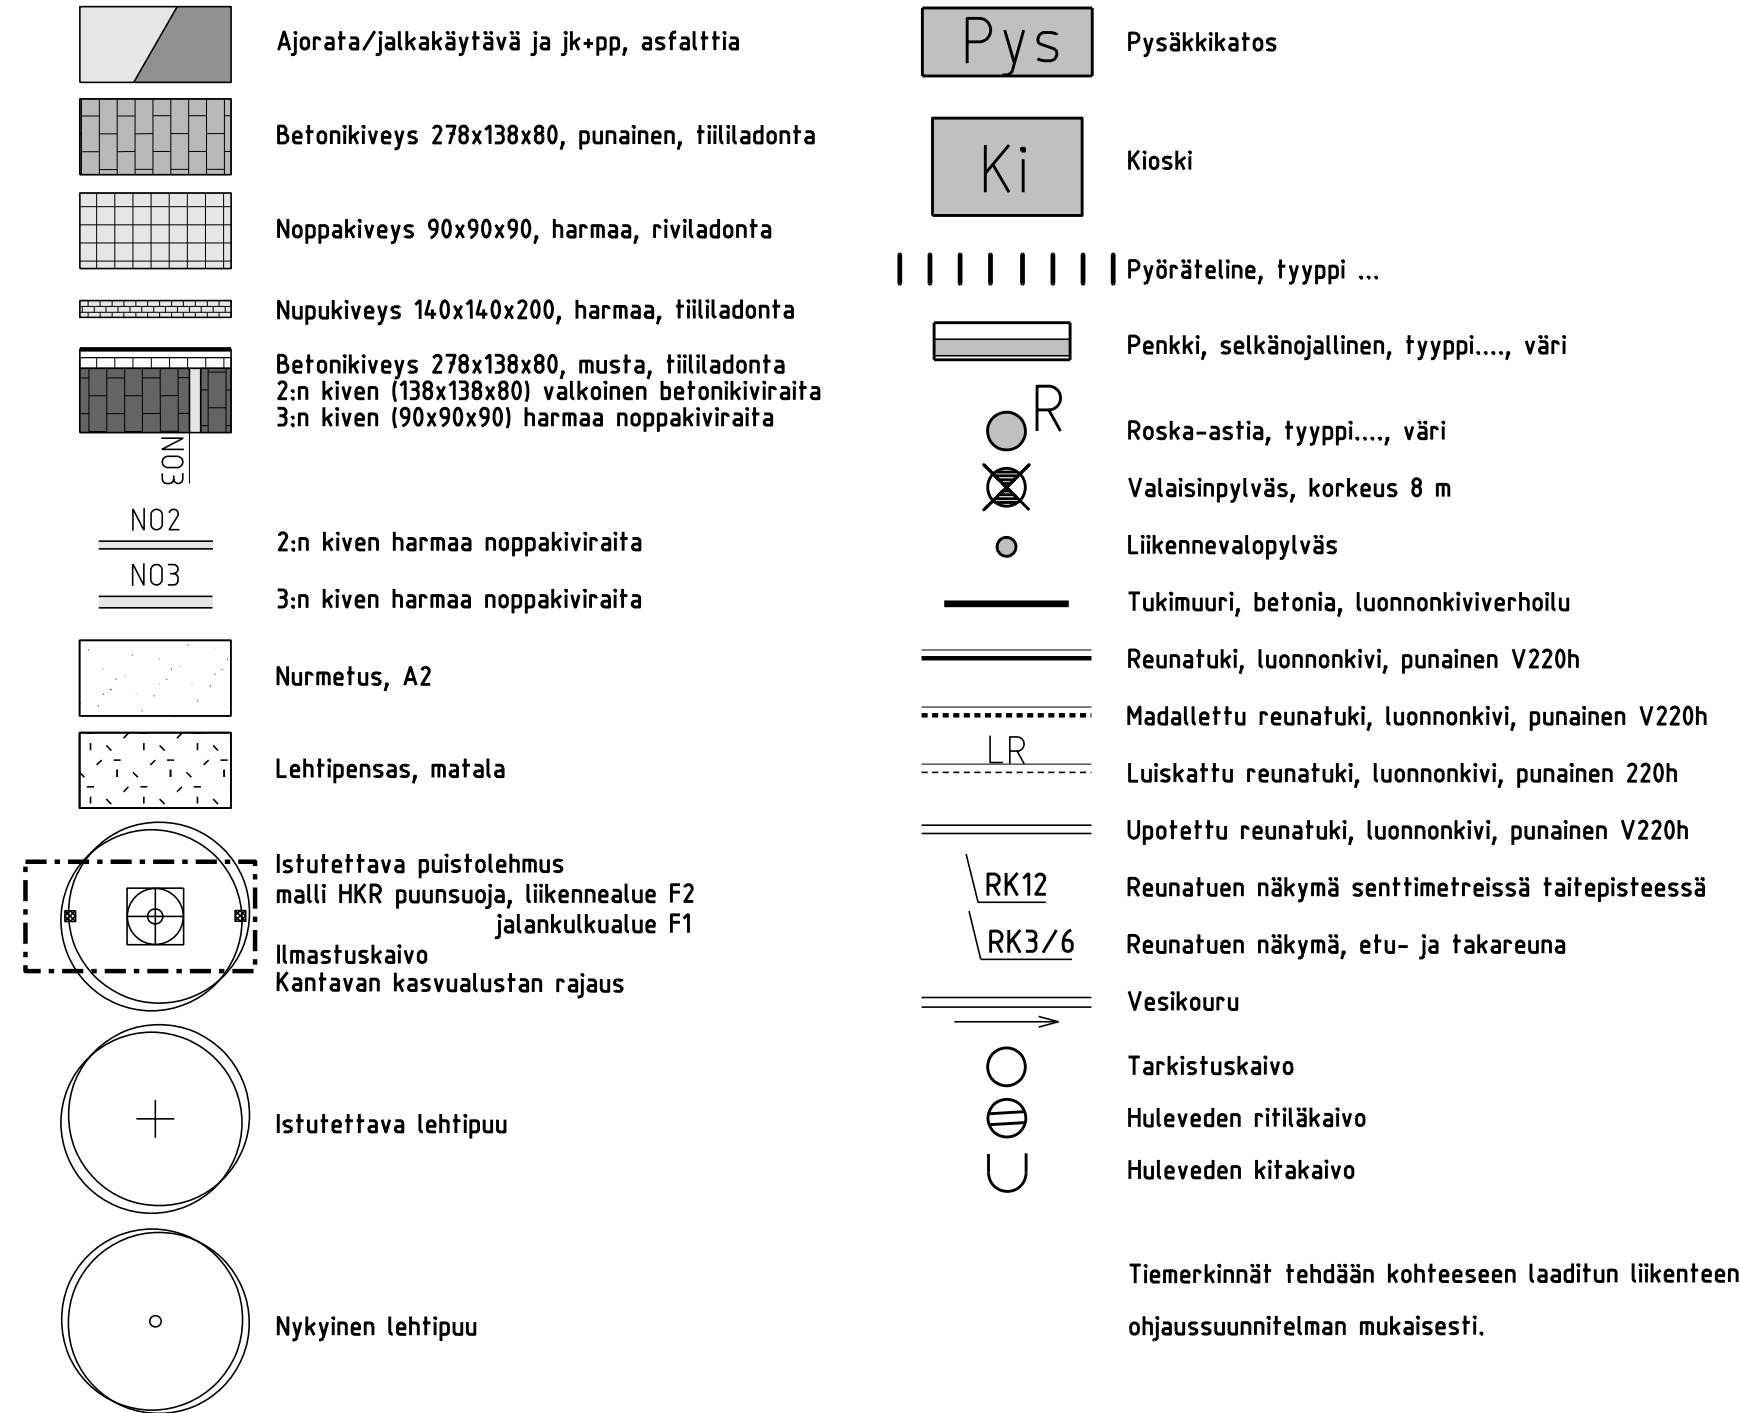 Ajorata/jalkakäytävä ja jk+pp, asfalttia
Betonikiveys 278x138x80, punainen, tiililadonta
Noppakiveys 90x90x90, harmaa, riviladonta
Nupukiveys 140x140x200, harmaa, tiililadonta
Betonikiveys 278x138x80, musta, tiililadonta
2:n kiven (138x138x80) valkoinen betonikiviraita
3:n kiven (90x90x90) harmaa noppakiviraita
NO3
NO2
2:n kiven harmaa noppakiviraita
NO3
3:n kiven harmaa noppakiviraita
Nurmetus, A2
Lehtipensas, matala
Istutettava puistolehmus
malli HKR puunsuoja, liikennealue F2
jalankulkualue F1
Ilmastuskaivo
Kantavan kasvualustan rajaus
Istutettava lehtipuu
Nykyinen lehtipuu
Pys
Pysäkkikatos
Ki
Kioski
Pyöräteline, tyyppi ...
Penkki, selkänojallinen, tyyppi...., väri
R
Roska-astia, tyyppi...., väri
Valaisinpylväs, korkeus 8 m
Liikennevalopylväs
Tukimuuri, betonia, luonnonkiviverhoilu
Reunatuki, luonnonkivi, punainen V220h
Madallettu reunatuki, luonnonkivi, punainen V220h
LR
Luiskattu reunatuki, luonnonkivi, punainen 220h
Upotettu reunatuki, luonnonkivi, punainen V220h
RK12
Reunatuen näkymä senttimetreissä taitepisteessä
RK3/6
Reunatuen näkymä, etu- ja takareuna
Vesikouru
Tarkistuskaivo
Huleveden ritiläkaivo
Huleveden kitakaivo
Tiemerkinnät tehdään kohteeseen laaditun liikenteen
ohjaussuunnitelman mukaisesti.